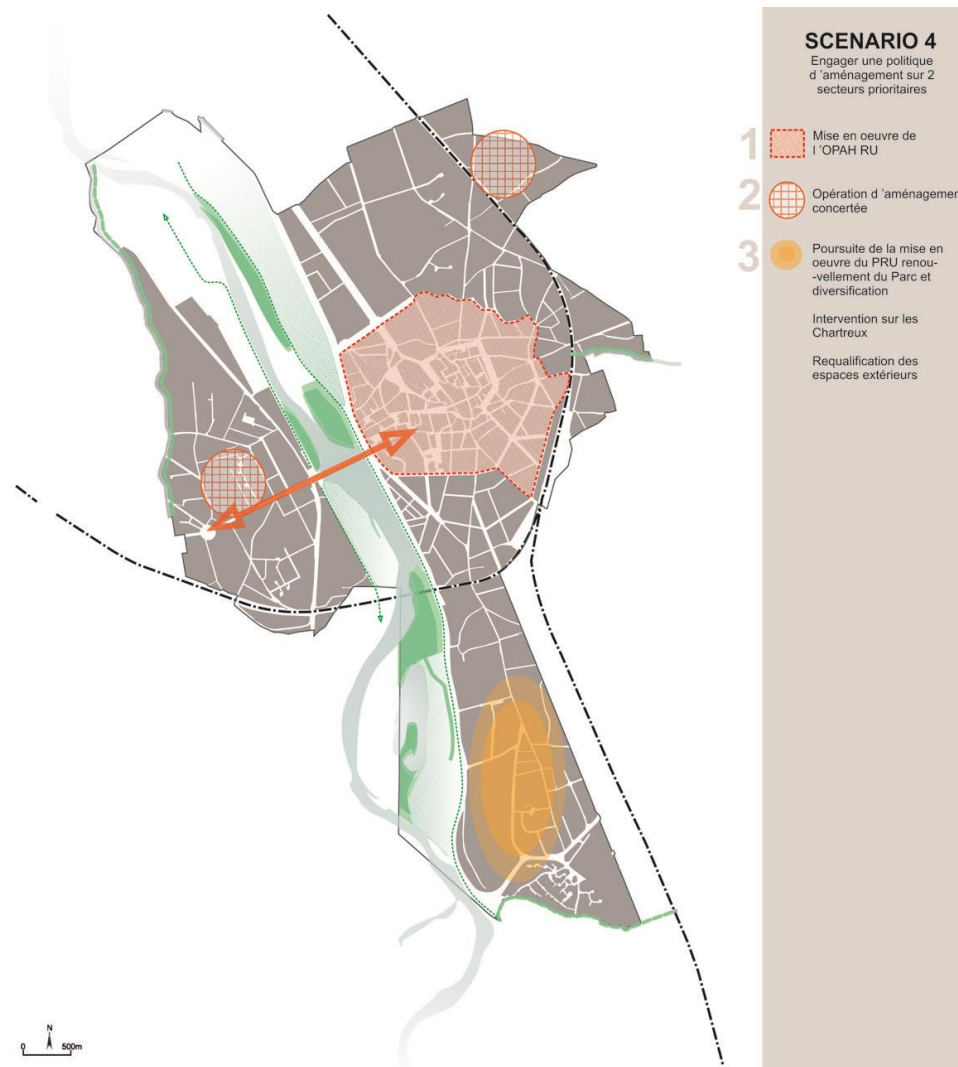 SCENARIO 4
Engager une politique
d 'aménagement sur 2
secteurs prioritaires
1
Mise en oeuvre de
l 'OPAH RU
2
Opération d 'aménagemen
concertée
3
Poursuite de la mise en
oeuvre du PRU renou-
-vellement du Parc et
diversification
Intervention sur les
Chartreux
Requalification des
espaces extérieurs
N
0 500m